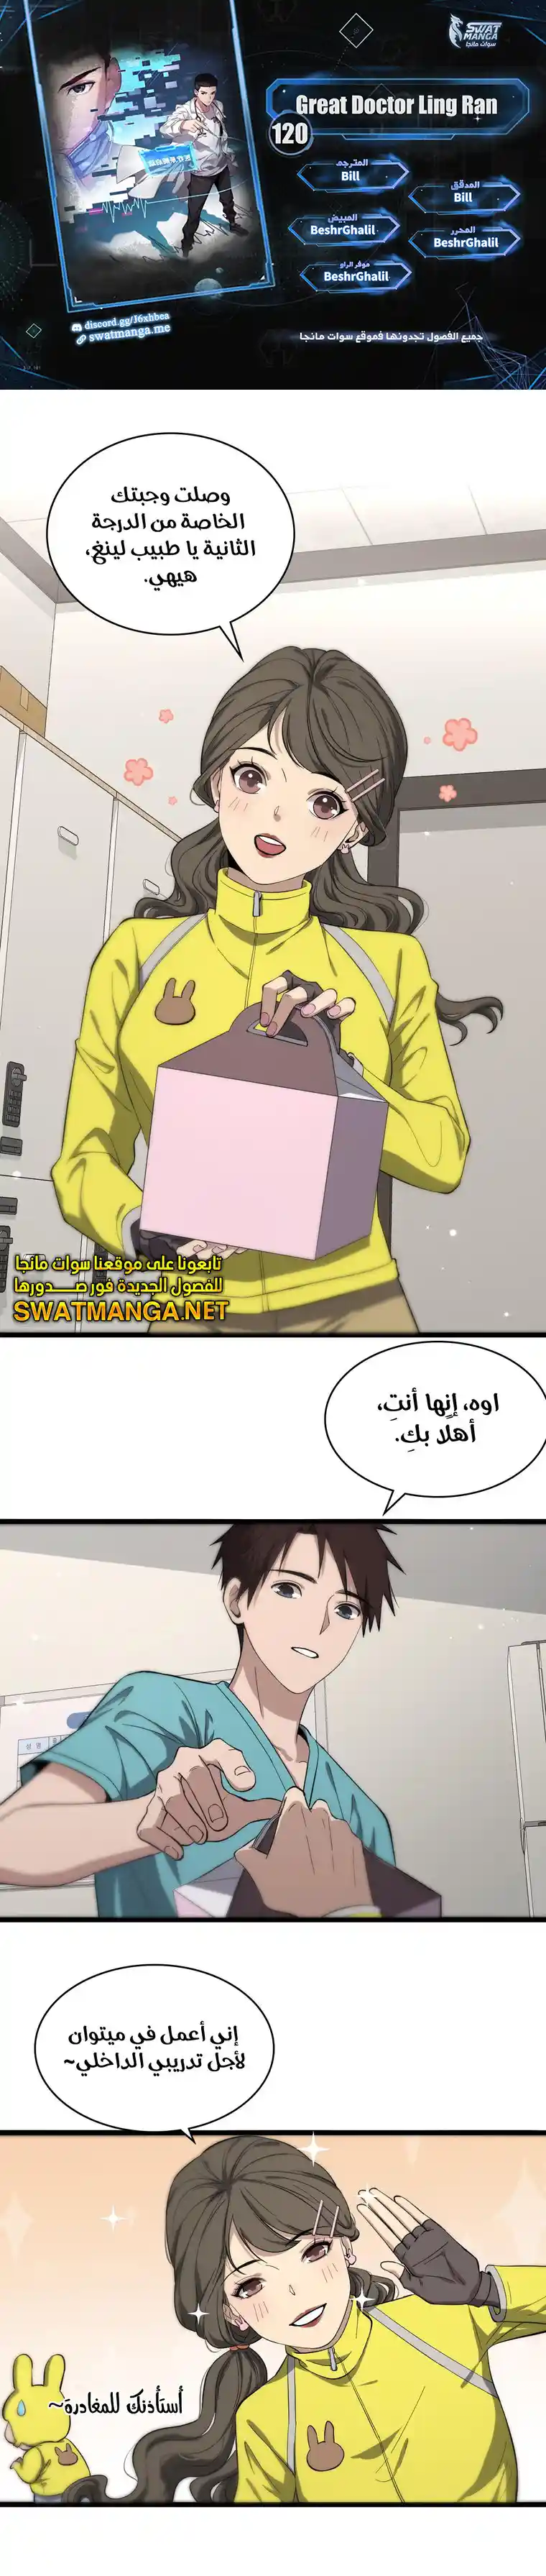 SWAT
MANGA
سوات مانجا
Great Doctor Ling Ran
120
المترجم
Bill
المدقق
Bill
المبيض
BeshrGhalil
المحرر
BeshrGhalil
موفر الراو
BeshrGhalil
discord.gg/J6xhbea
swatmanga.me
جميع الفصول تجدونها فموقع سوات مانجا
وصلت وجبتك
الخاصة من الدرجة
الثانية يا طبيب لينغ،
هيهي.
تابعونا على موقعنا سوات مانجا
للفصول الجديدة فور صـــدورها
SWATMANGA.NET
اوه، إنها أنتِ،
أهلًا بكِ.
إني أعمل في ميتوان
لأجل تدريبي الداخلي~
أستأذنك للمغادرة~